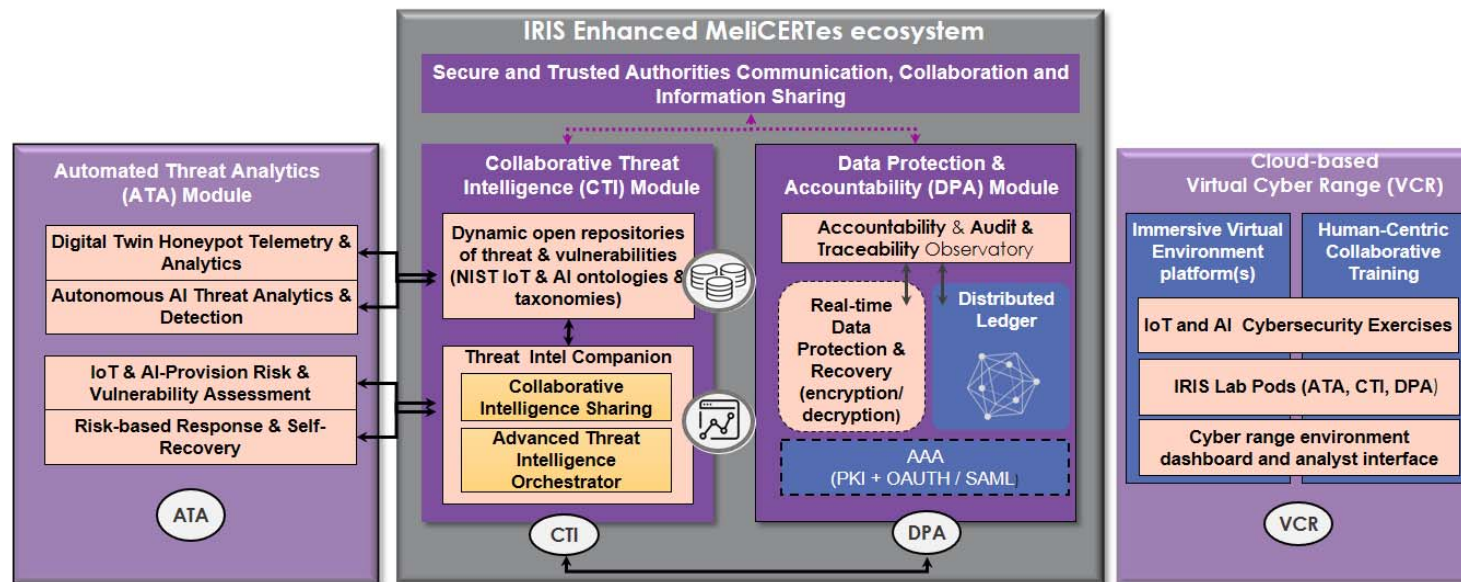 IRIS Enhanced MeliCERTes ecosystem
Secure and Trusted Authorities Communication, Collaboration and
Information Sharing
Automated Threat Analytics
(ATA) Module
Digital Twin Honeypot Telemetry &
Analytics
Autonomous AI Threat Analytics &
Detection
IoT & AI-Provision Risk &
Vulnerability Assessment
Risk-based Response & Self-
Recovery
ATA
Collaborative Threat
Intelligence (CTI) Module
Dynamic open repositories
of threat & vulnerabilities
(NIST IoT & AI ontologies &
taxonomies)
Threat Intel Companion
Collaborative
Intelligence Sharing
Advanced Threat
Intelligence
Orchestrator
CTI
Data Protection &
Accountability (DPA) Module
Accountability & Audit &
Traceability Observatory
Real-time
Data
Protection &
Recovery
(encryption/
decryption)
Distributed
Ledger
AAA
(PKI + OAUTH / SAML)
DPA
Cloud-based
Virtual Cyber Range (VCR)
Immersive Virtual
Environment
platform(s)
Human-Centric
Collaborative
Training
IoT and AI Cybersecurity Exercises
IRIS Lab Pods (ATA, CTI, DPA)
Cyber range environment
dashboard and analyst interface
VCR